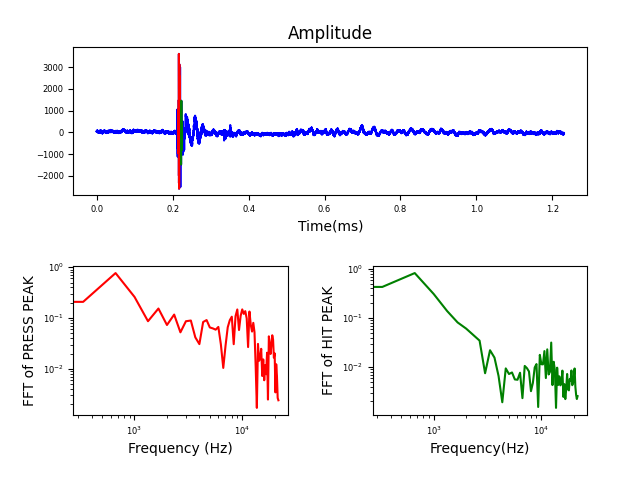 Amplitude
3000
2000
1000
0
−1000
−2000
0.0 0.2 0.4 0.6 0.8 1.0 1.2
Time(ms)
FFT of PRESS PEAK
10⁰
10⁻¹
10⁻²
10³ 10⁴
Frequency (Hz)
FFT of HIT PEAK
10⁰
10⁻¹
10⁻²
10³ 10⁴
Frequency(Hz)